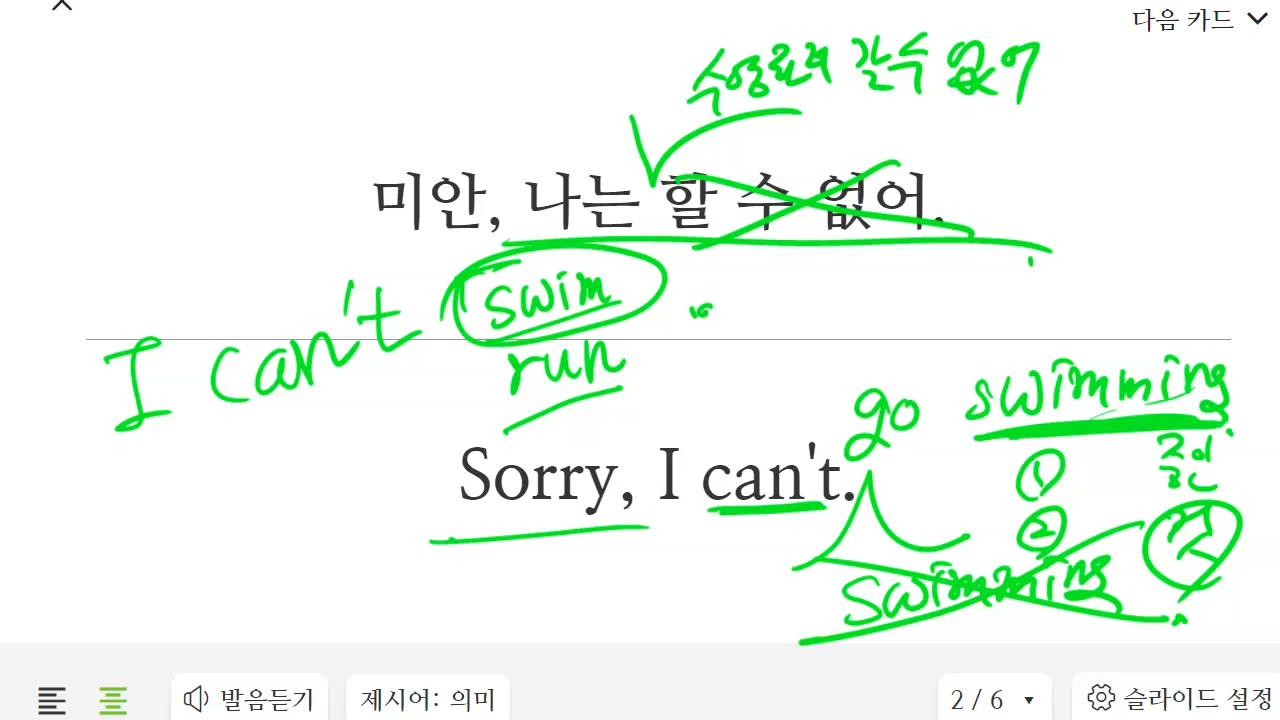 다음 카드
수영하러 갈수 없어
미안, 나는 할 수 없어.
I can't swim
run
go swimming
Sorry, I can't.
①
②
것
swimming
발음듣기
제시어: 의미
2 / 6
슬라이드 설정